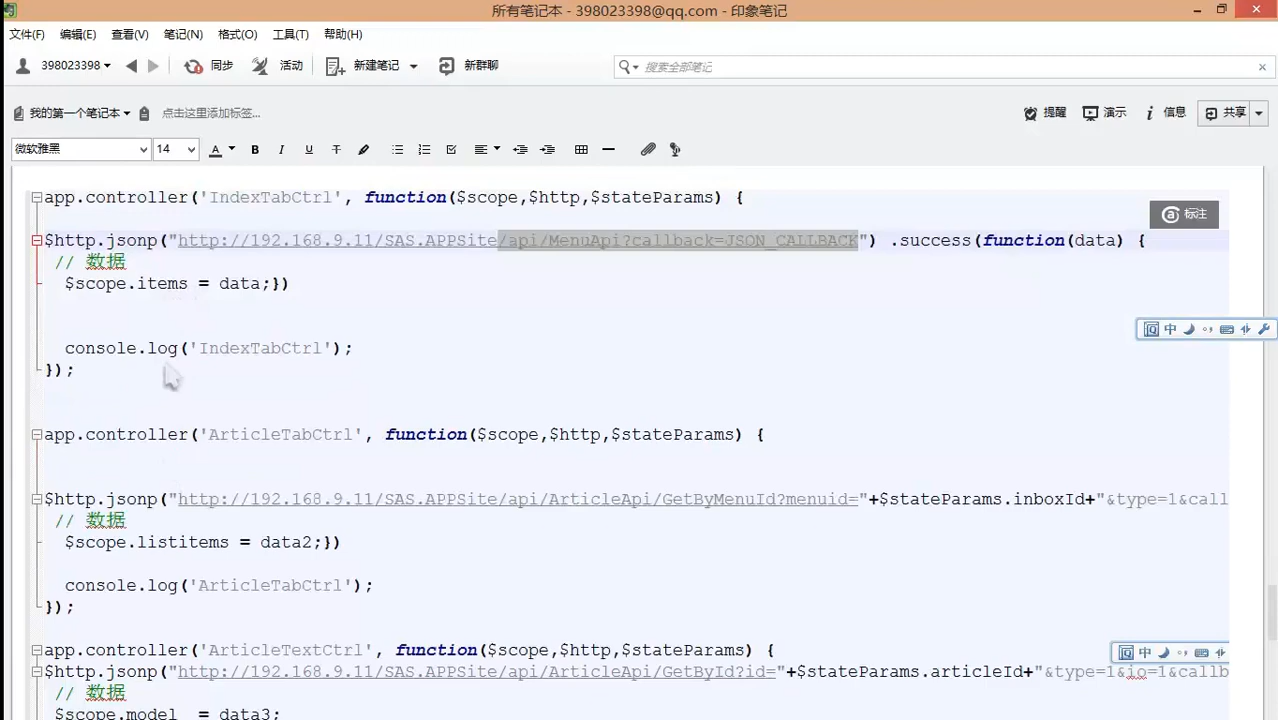 所有笔记本 - 398023398@qq.com - 印象笔记
文件(F) 编辑(E) 查看(V) 笔记(N) 格式(O) 工具(T) 帮助(H)
398023398 同步 活动 新建笔记 新群聊 搜索全部笔记
我的第一个笔记本 点击这里添加标签... 提醒 演示 信息 共享
微软雅黑 14
app.controller('IndexTabCtrl', function($scope,$http,$stateParams) {
标注
$http.jsonp("http://192.168.9.11/SAS.APPSite/api/MenuApi?callback=JSON_CALLBACK") .success(function(data) {
// 数据
$scope.items = data;})
中
console.log('IndexTabCtrl');
});
app.controller('ArticleTabCtrl', function($scope,$http,$stateParams) {
$http.jsonp("http://192.168.9.11/SAS.APPSite/api/ArticleApi/GetByMenuId?menuid="+$stateParams.inboxId+"&type=1&call
// 数据
$scope.listitems = data2;})
console.log('ArticleTabCtrl');
});
app.controller('ArticleTextCtrl', function($scope,$http,$stateParams) {
中
$http.jsonp("http://192.168.9.11/SAS.APPSite/api/ArticleApi/GetById?id="+$stateParams.articleId+"&type=1&io=1&callb
// 数据
$scope.model = data3;